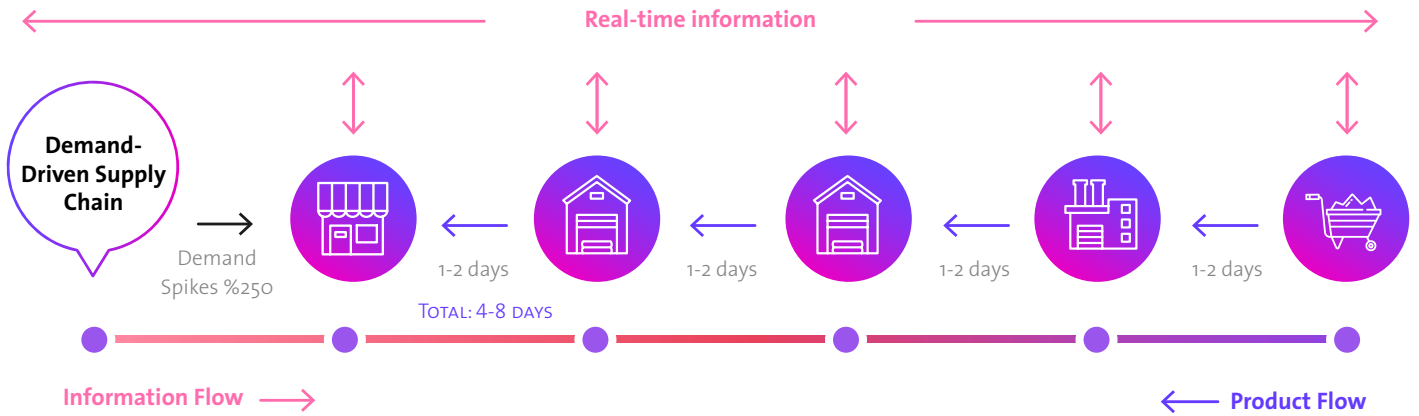 Real-time information
Demand-
Driven Supply
Chain
Demand
Spikes %250
1-2 days
1-2 days
1-2 days
1-2 days
TOTAL: 4-8 DAYS
Information Flow
Product Flow